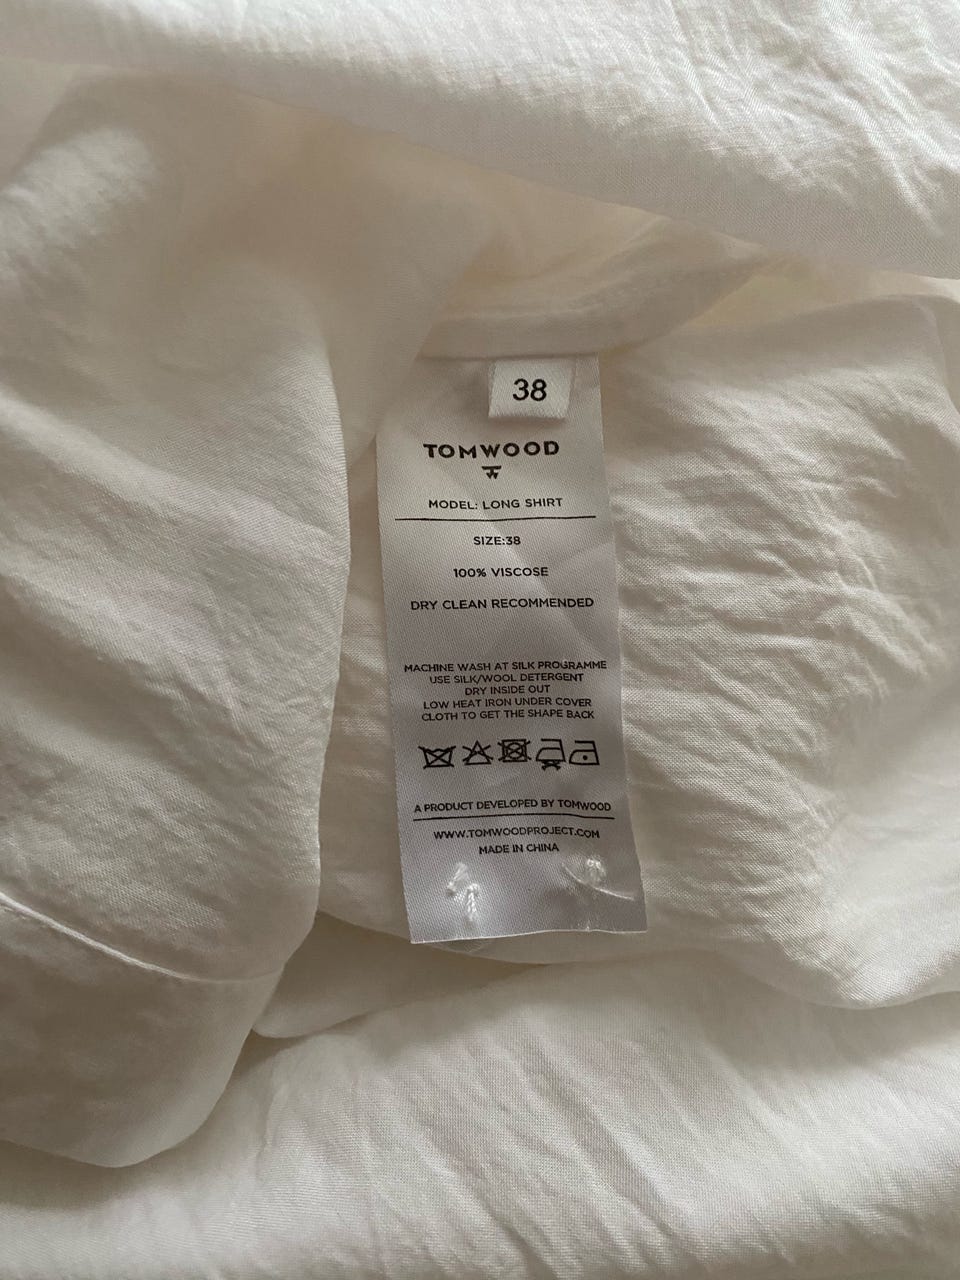 38
TOMWOOD
MODEL: LONG SHIRT
SIZE:38
100% VISCOSE
DRY CLEAN RECOMMENDED
MACHINE WASH AT SILK PROGRAMME
USE SILK/WOOL DETERGENT
DRY INSIDE OUT
LOW HEAT IRON UNDER COVER
CLOTH TO GET THE SHAPE BACK
A PRODUCT DEVELOPED BY TOMWOOD
WWW.TOMWOODPROJECT.COM
MADE IN CHINA